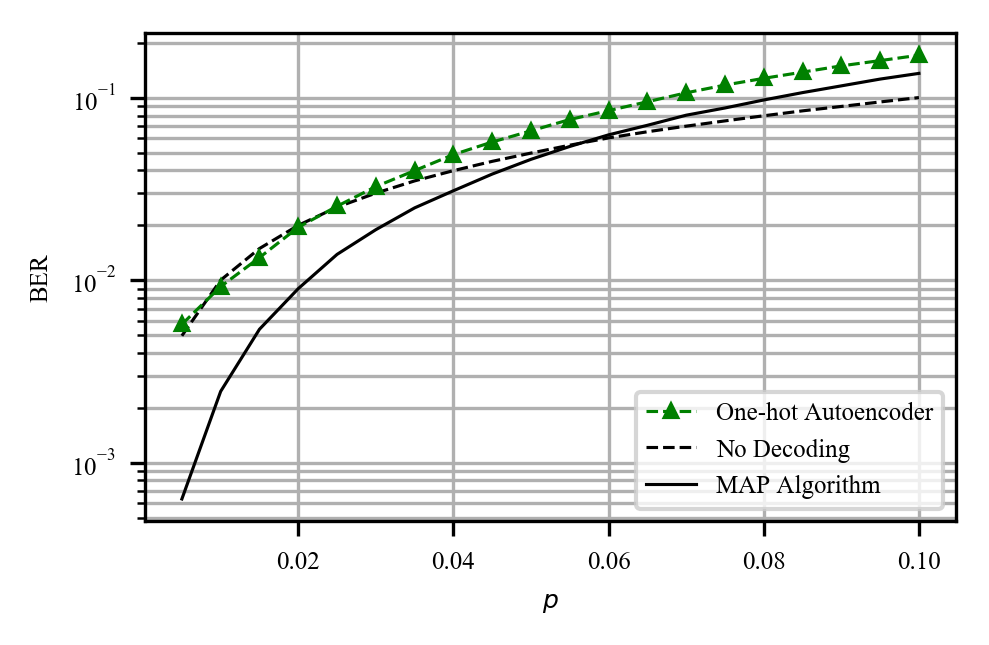 10⁻¹
10⁻²
10⁻³
BER
One-hot Autoencoder
No Decoding
MAP Algorithm
0.02 0.04 0.06 0.08 0.10
p